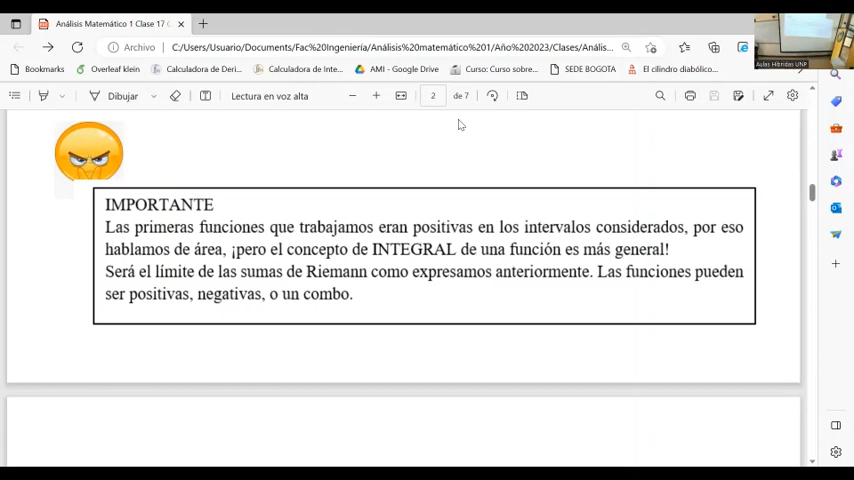 Análisis Matemático 1 Clase 17 C
Archivo
C:/Users/Usuario/Documents/Fac%20Ingeniería/Análisis%20matemático%201/Año%202023/Clases/Anális...
Bookmarks
Overleaf klein
Calculadora de Deri...
Calculadora de Inte...
AMI - Google Drive
Curso: Curso sobre...
SEDE BOGOTA
El cilindro diabólic...
Aulas Híbridas UNP
Dibujar
Lectura en voz alta
2
de 7
IMPORTANTE
Las primeras funciones que trabajamos eran positivas en los intervalos considerados, por eso
hablamos de área, ¡pero el concepto de INTEGRAL de una función es más general!
Será el límite de las sumas de Riemann como expresamos anteriormente. Las funciones pueden
ser positivas, negativas, o un combo.